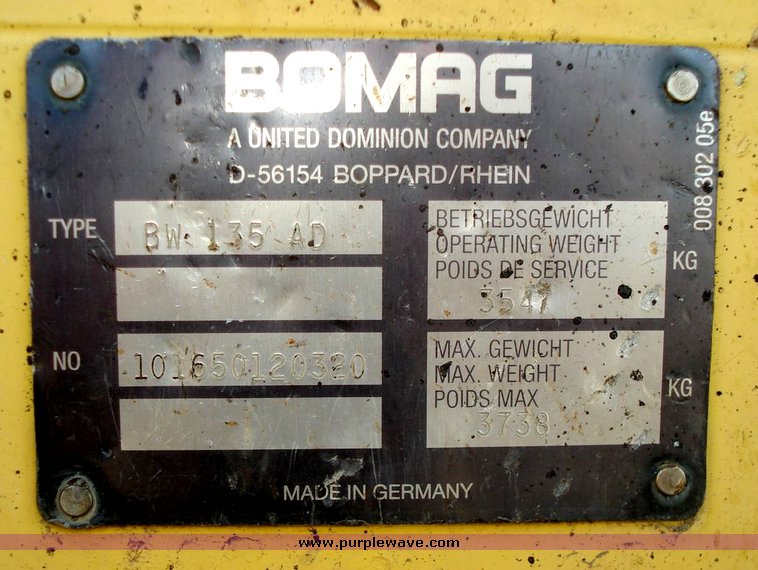 BOMAG
A UNITED DOMINION COMPANY
D-56154 BOPPARD/RHEIN
008 302 05e
TYPE BW 135 AD
BETRIEBSGEWICHT
OPERATING WEIGHT
POIDS DE SERVICE
KG
NO 101650120320
MAX. GEWICHT
MAX. WEIGHT
POIDS MAX
3738
KG
MADE IN GERMANY
www.purplewave.com